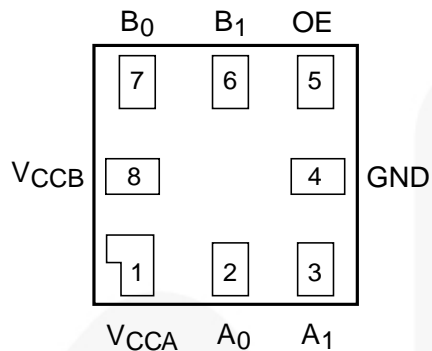 B0 B1 OE
7 6 5
VCCB 8 4 GND
1 2 3
VCCA A0 A1